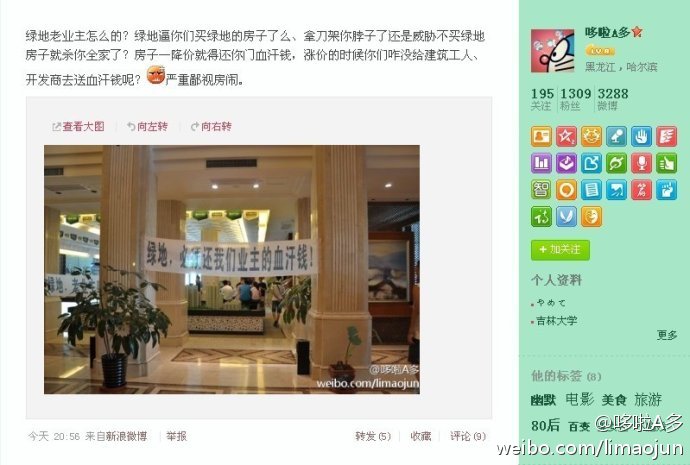 绿地老业主怎么的？绿地逼你们买绿地的房子了么、拿刀架你脖子了还是威胁不买绿地
房子就杀你全家了？房子一降价就得还你门血汗钱，涨价的时候你们咋没给建筑工人、
开发商去送血汗钱呢？严重鄙视房闹。
查看大图 向左转 向右转
绿地，必须还我们业主的血汗钱！
@哆啦A多
weibo.com/limaojun
今天 20:56 来自新浪微博 举报
转发(5) 收藏 评论(9)
哆啦A多
黑龙江，哈尔滨
195 1309 3288
关注 粉丝 微博
+ 加关注
个人资料
やめて
吉林大学
更多
他的标签 (8)
幽默 电影 美食 旅游
80后
@哆啦A多
weibo.com/limaojun